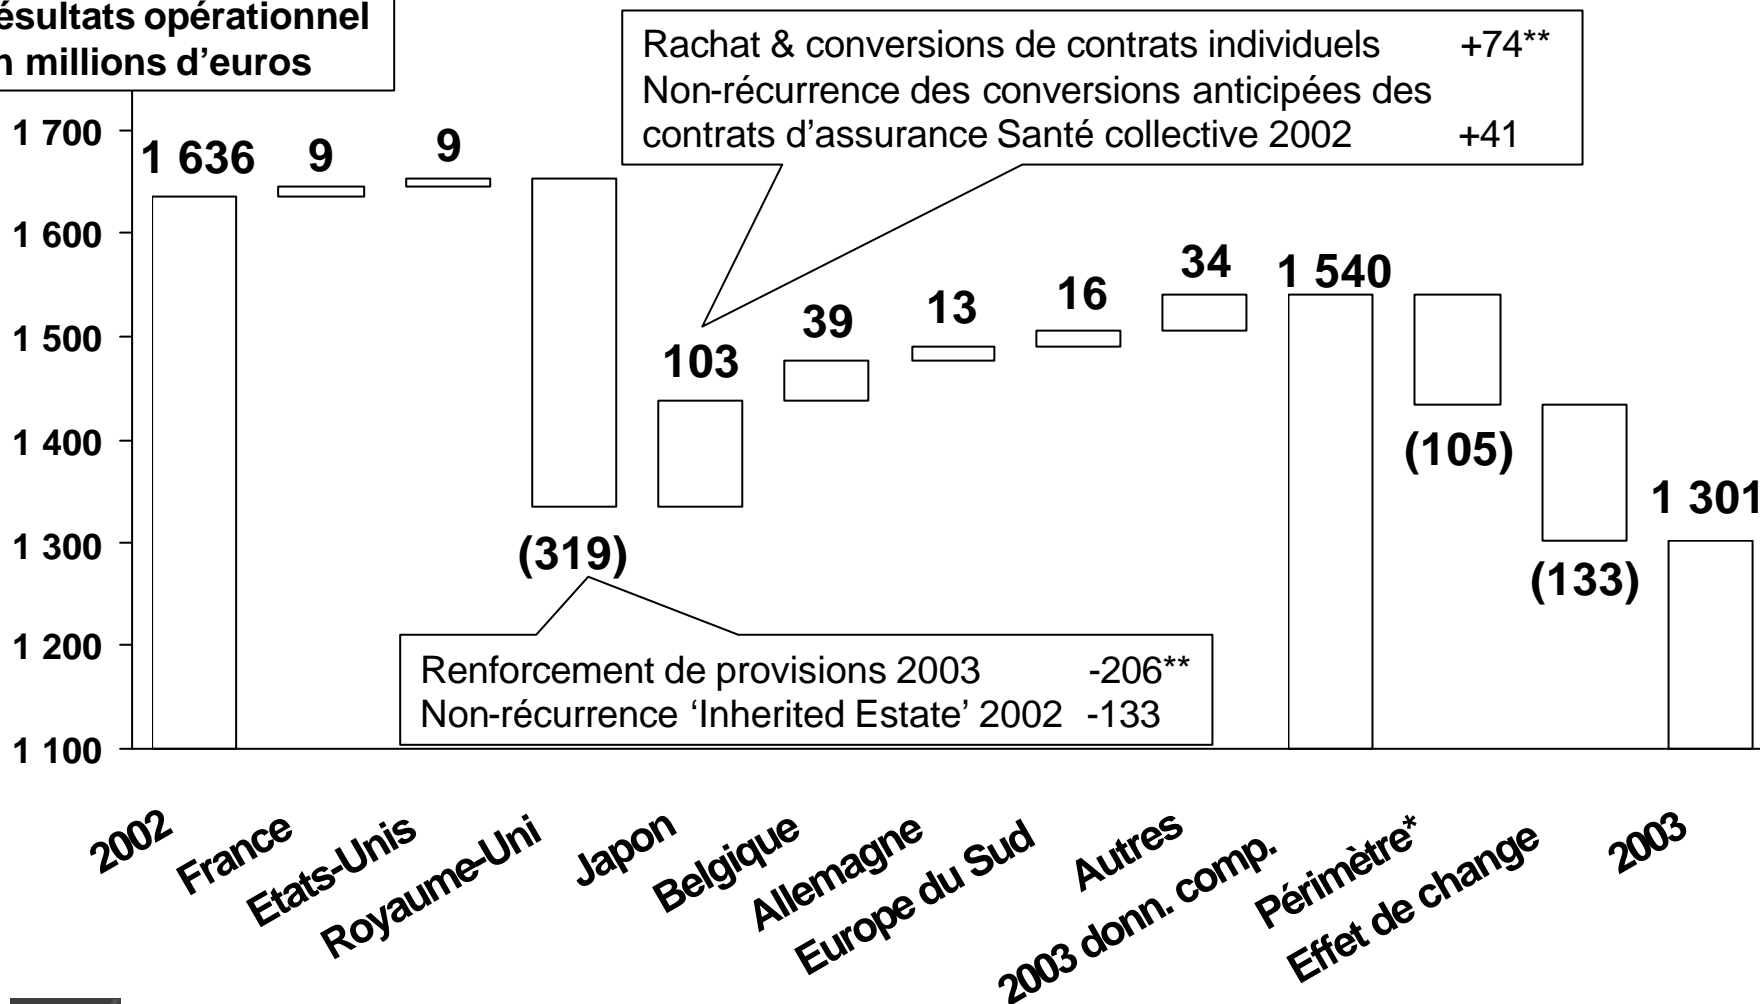 ésultats opérationnel
n millions d’euros
Rachat & conversions de contrats individuels +74**
Non-récurrence des conversions anticipées des
contrats d’assurance Santé collective 2002 +41
1 700
1 600
1 500
1 400
1 300
1 200
1 100
1 636
9
9
(319)
103
39
13
16
34
1 540
(105)
(133)
1 301
Renforcement de provisions 2003 -206**
Non-récurrence ‘Inherited Estate’ 2002 -133
2002
France
Etats-Unis
Royaume-Uni
Japon
Belgique
Allemagne
Europe du Sud
Autres
2003 donn. comp.
Périmètre*
Effet de change
2003